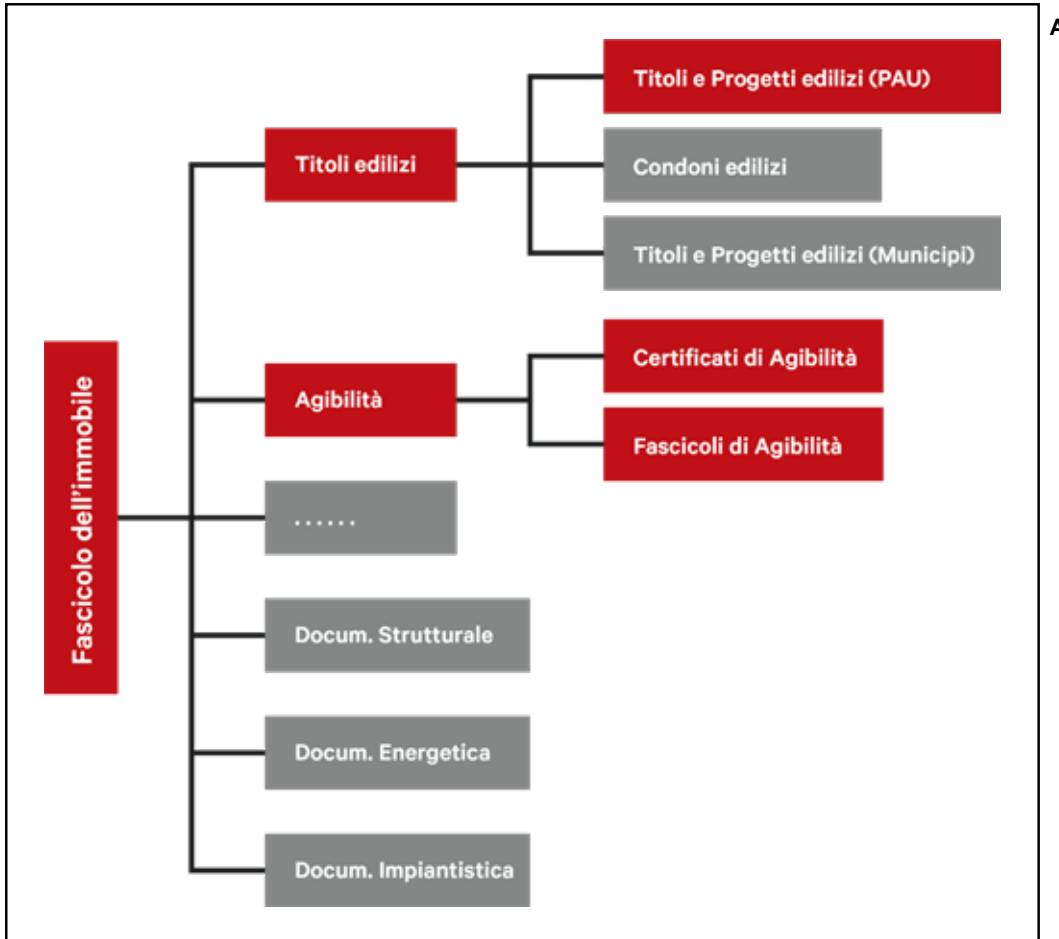 A
Titoli e Progetti edilizi (PAU)
Titoli edilizi
Condoni edilizi
Titoli e Progetti edilizi (Municipi)
Certificati di Agibilità
Agibilità
Fascicoli di Agibilità
Fascicolo dell'immobile
......
Docum. Strutturale
Docum. Energetica
Docum. Impiantistica